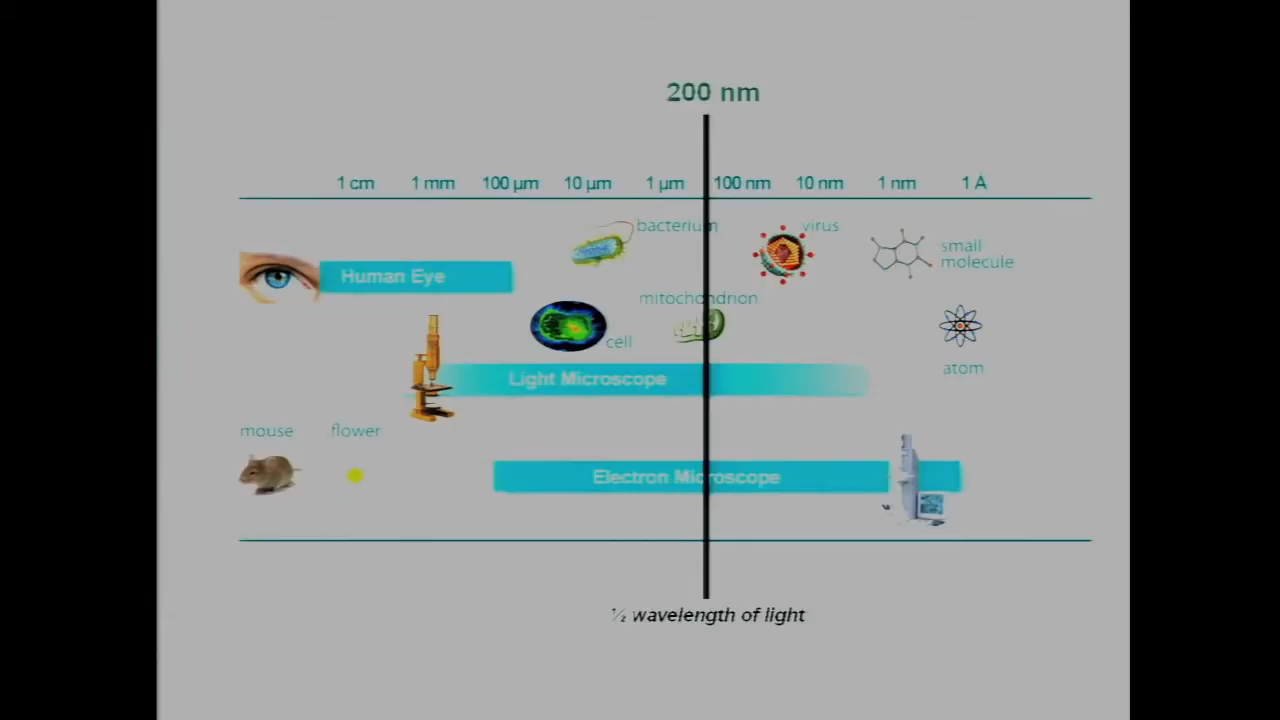 200 nm
1 cm 1 mm 100 µm 10 µm 1 µm 100 nm 10 nm 1 nm 1 Å
bacterium
virus
small
molecule
Human Eye
mitochondrion
cell
atom
Light Microscope
mouse
flower
Electron Microscope
½ wavelength of light